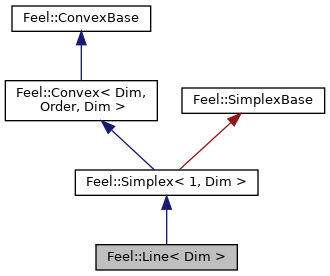 Feel::ConvexBase
Feel::Convex< Dim,
Order, Dim >
Feel::SimplexBase
Feel::Simplex< 1, Dim >
Feel::Line< Dim >